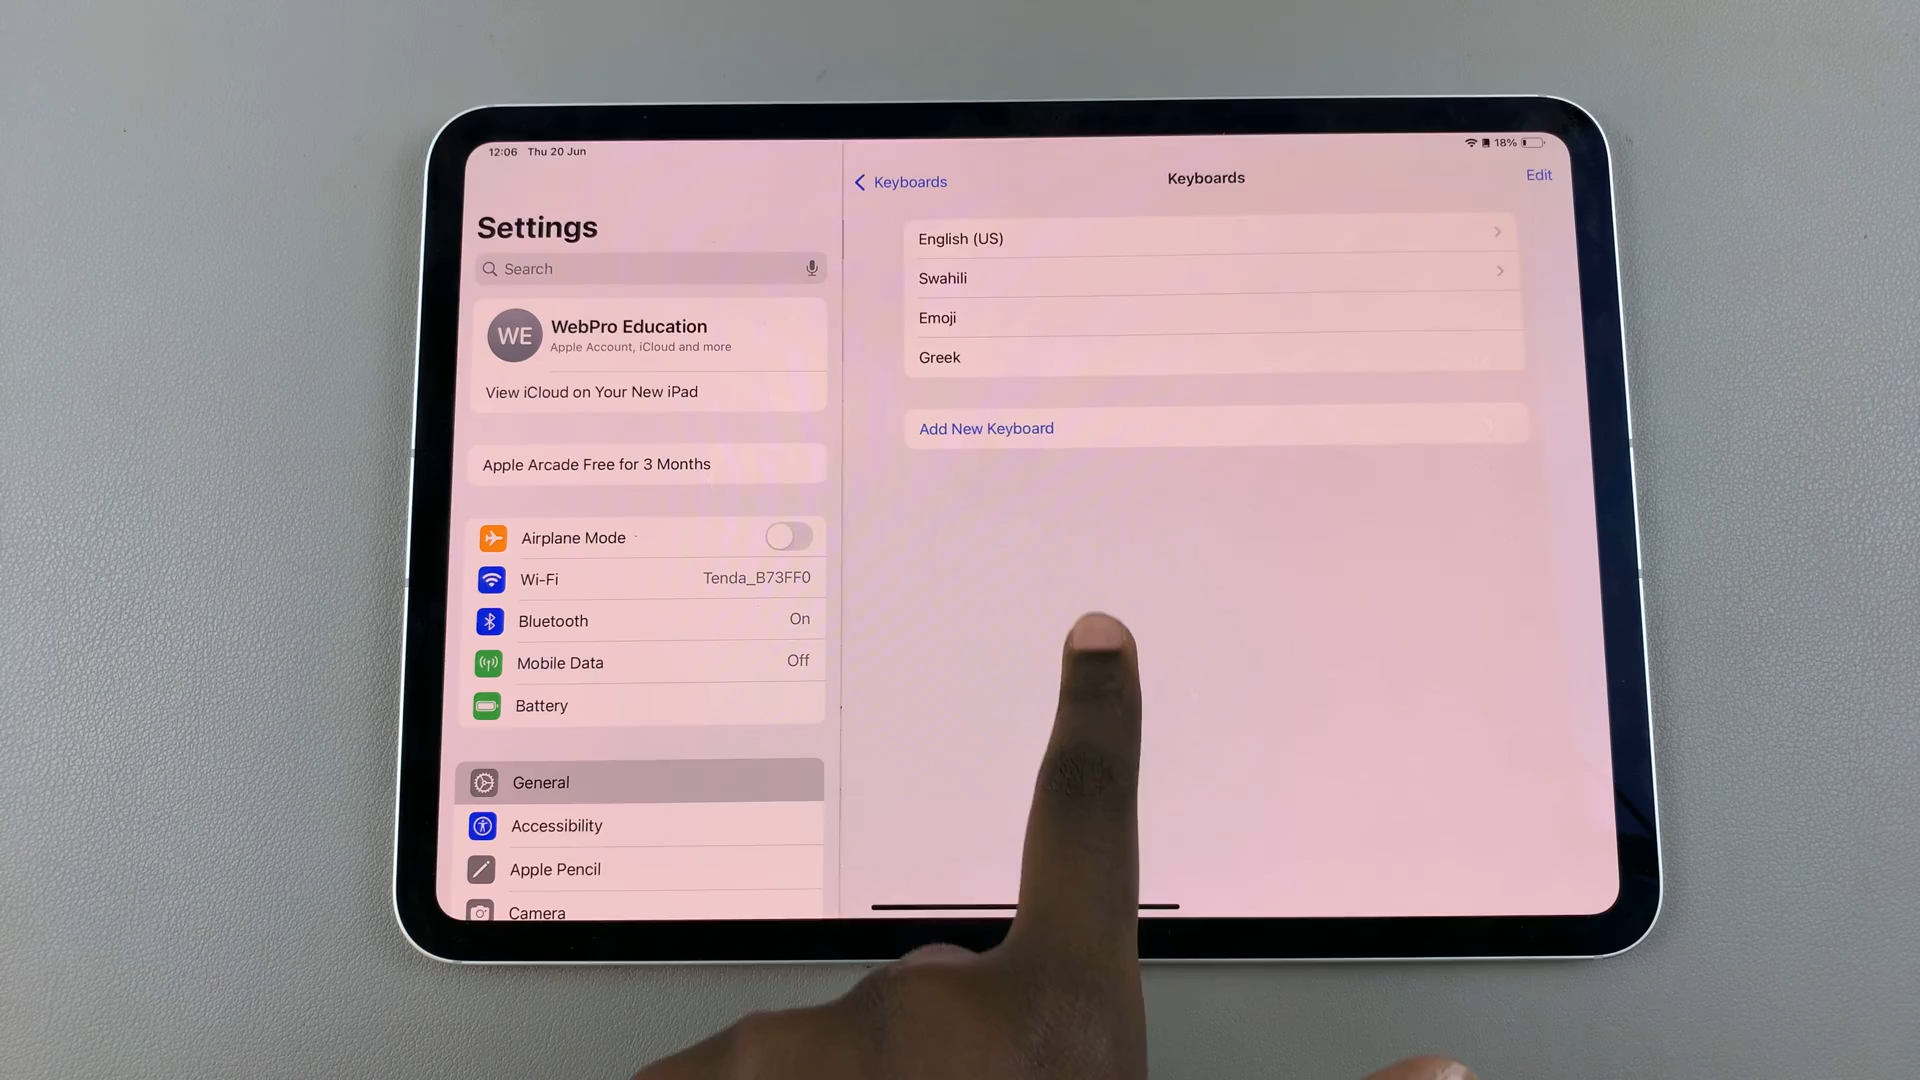 12:06 Thu 20 Jun
18%
Settings
Search
WE
WebPro Education
Apple Account, iCloud and more
View iCloud on Your New iPad
Apple Arcade Free for 3 Months
Airplane Mode
Wi-Fi Tenda_B73FF0
Bluetooth On
Mobile Data Off
Battery
General
Accessibility
Apple Pencil
Camera
Keyboards
Keyboards
Edit
English (US)
Swahili
Emoji
Greek
Add New Keyboard